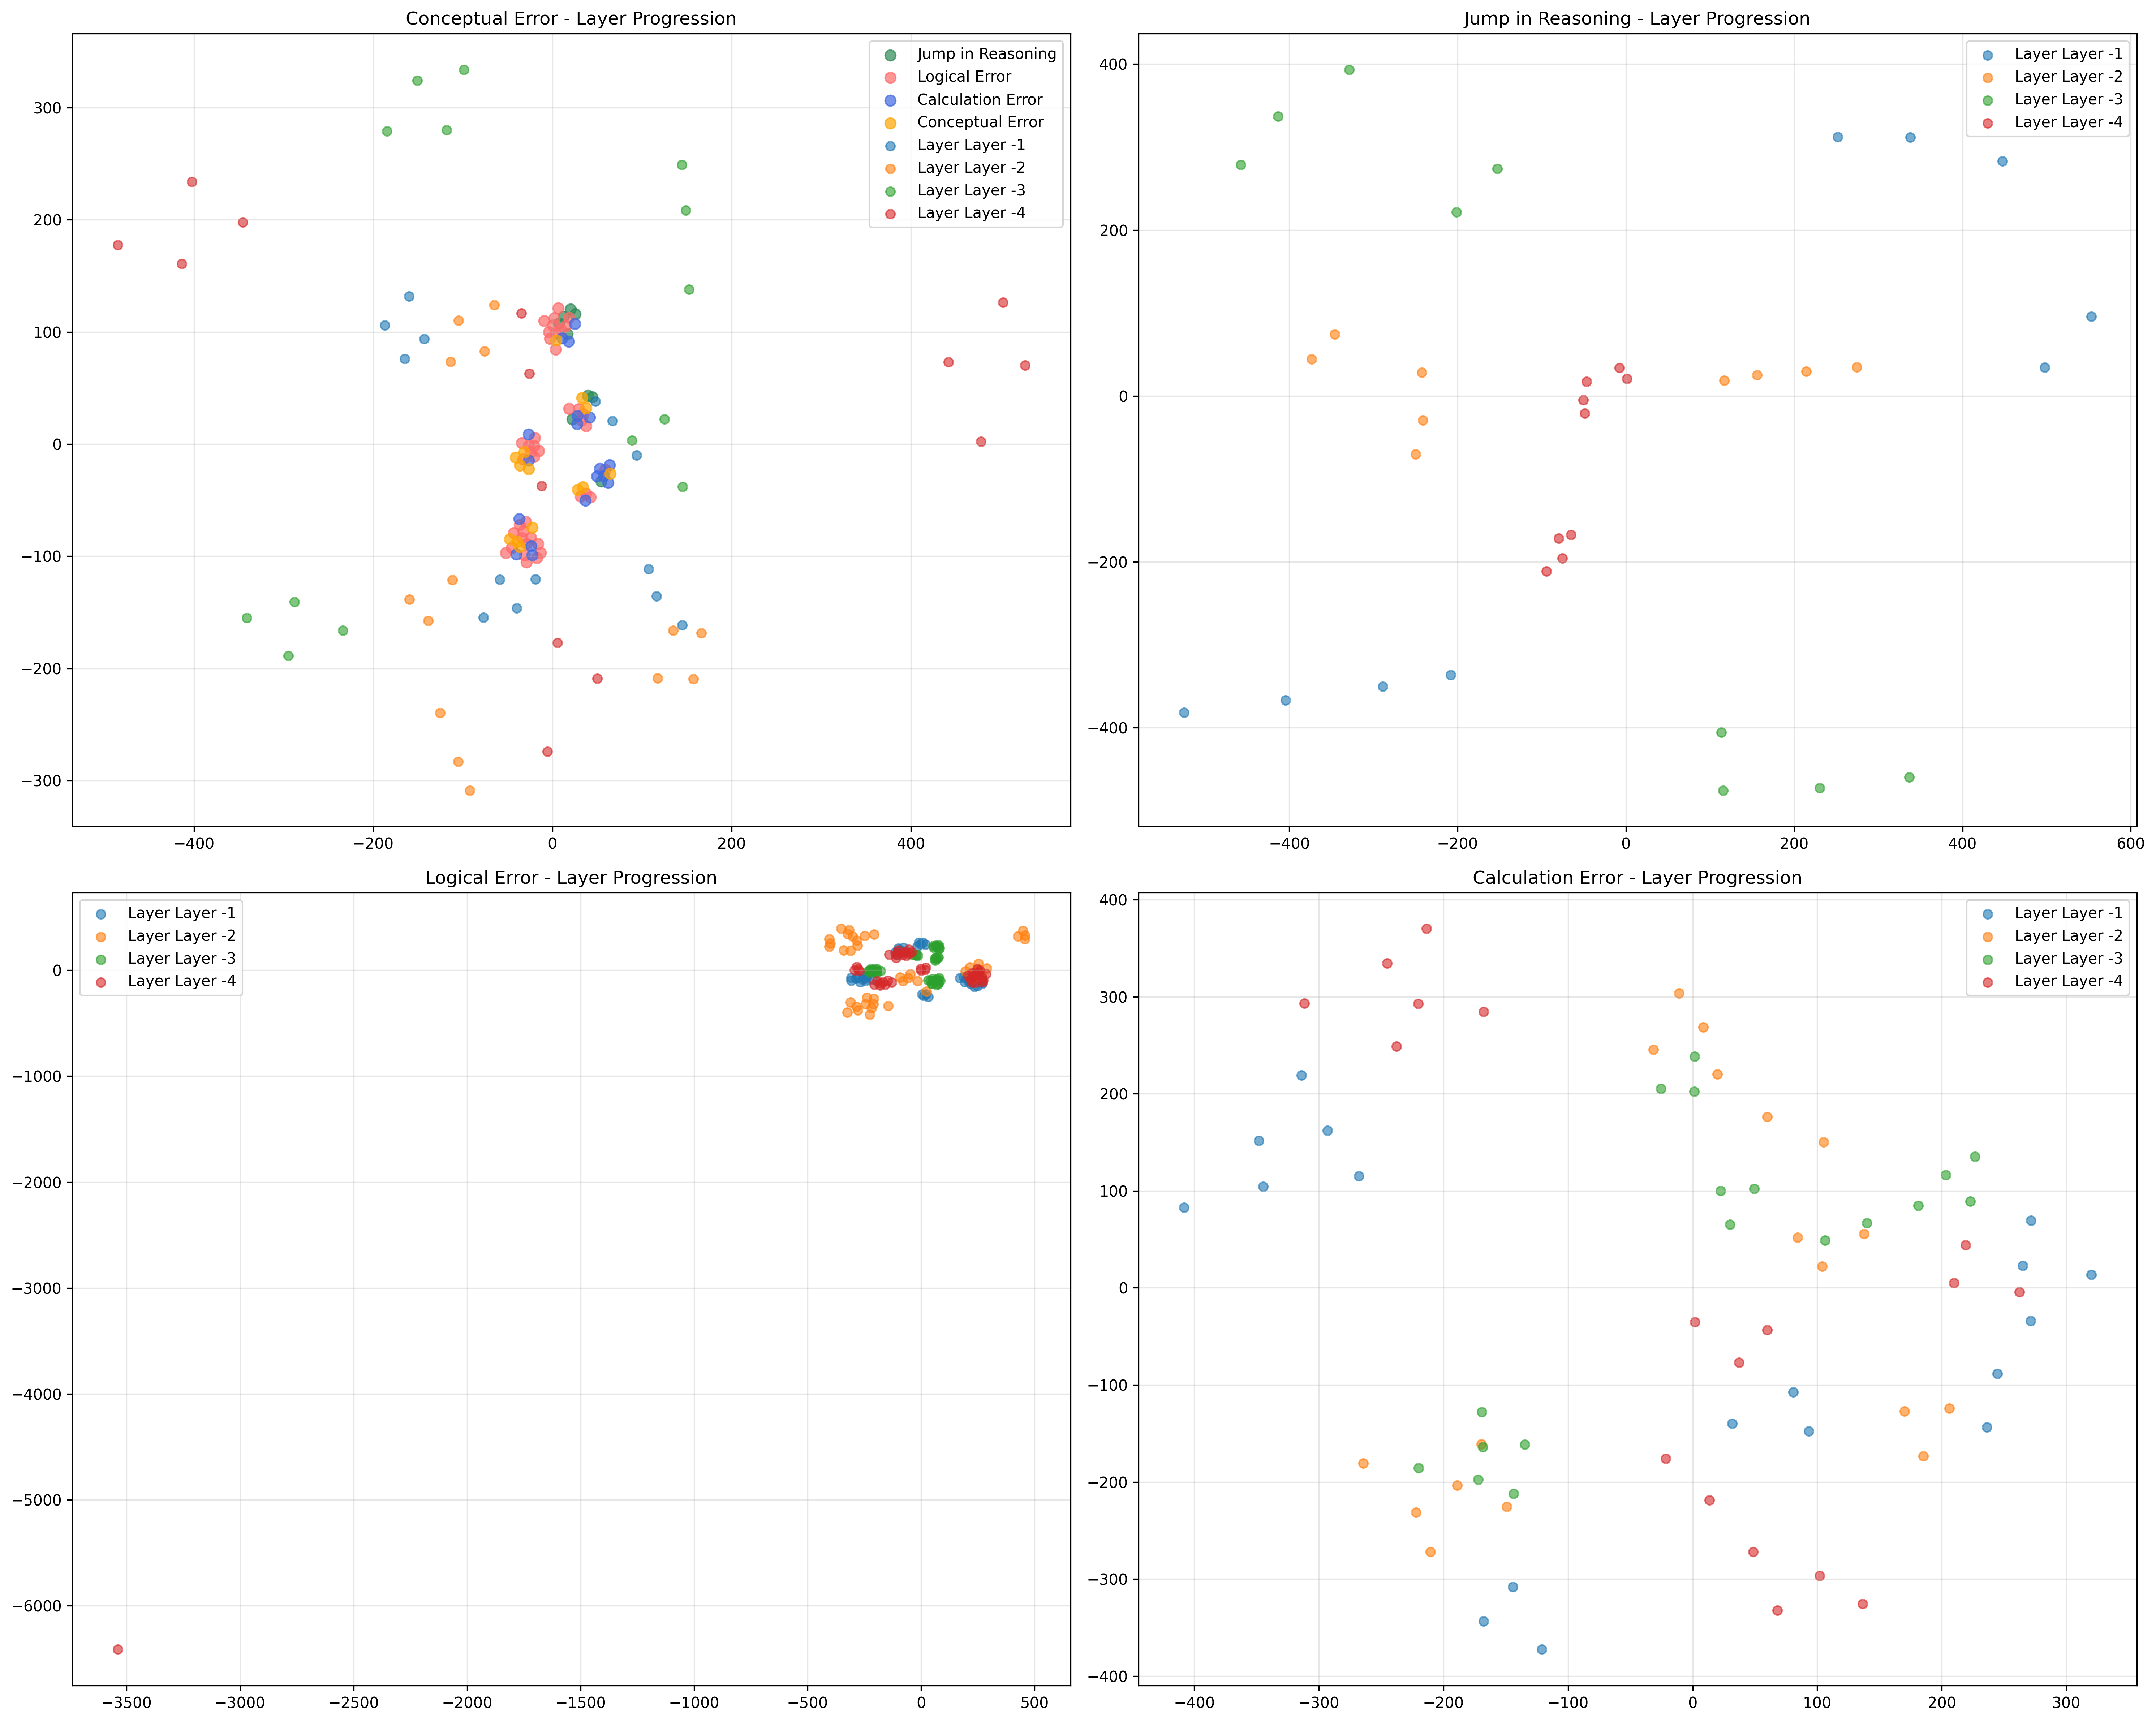 Conceptual Error - Layer Progression
Jump in Reasoning
Logical Error
Calculation Error
Conceptual Error
Layer Layer -1
Layer Layer -2
Layer Layer -3
Layer Layer -4
300
200
100
0
−100
−200
−300
−400
−200
0
200
400
Jump in Reasoning - Layer Progression
Layer Layer -1
Layer Layer -2
Layer Layer -3
Layer Layer -4
400
200
0
−200
−400
−400
−200
0
200
400
600
Logical Error - Layer Progression
Layer Layer -1
Layer Layer -2
Layer Layer -3
Layer Layer -4
0
−1000
−2000
−3000
−4000
−5000
−6000
−3500
−3000
−2500
−2000
−1500
−1000
−500
0
500
Calculation Error - Layer Progression
Layer Layer -1
Layer Layer -2
Layer Layer -3
Layer Layer -4
400
300
200
100
0
−100
−200
−300
−400
−400
−300
−200
−100
0
100
200
300